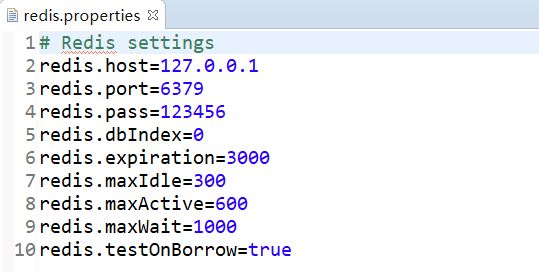 redis.properties
1 # Redis settings
2 redis.host=127.0.0.1
3 redis.port=6379
4 redis.pass=123456
5 redis.dbIndex=0
6 redis.expiration=3000
7 redis.maxIdle=300
8 redis.maxActive=600
9 redis.maxWait=1000
10 redis.testOnBorrow=true